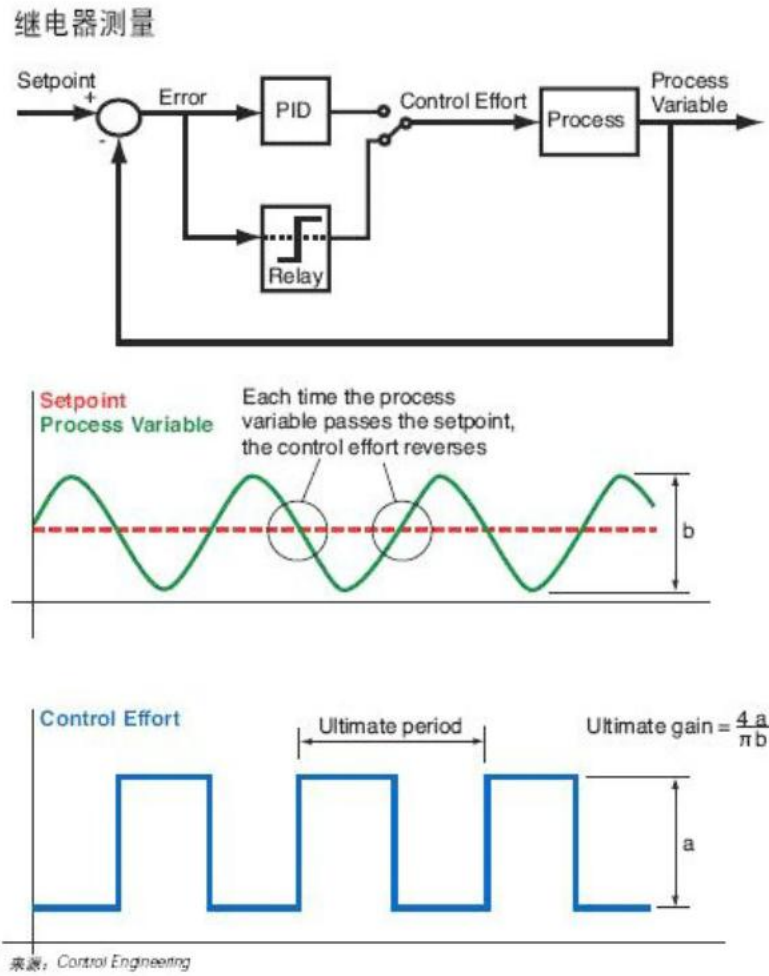 继电器测量
Setpoint
+
Error
PID
Control Effort
Process
Process
Variable
-
Relay
Setpoint
Process Variable
Each time the process
variable passes the setpoint,
the control effort reverses
b
Control Effort
Ultimate period
Ultimate gain = 4 a
π b
a
来源：Control Engineering